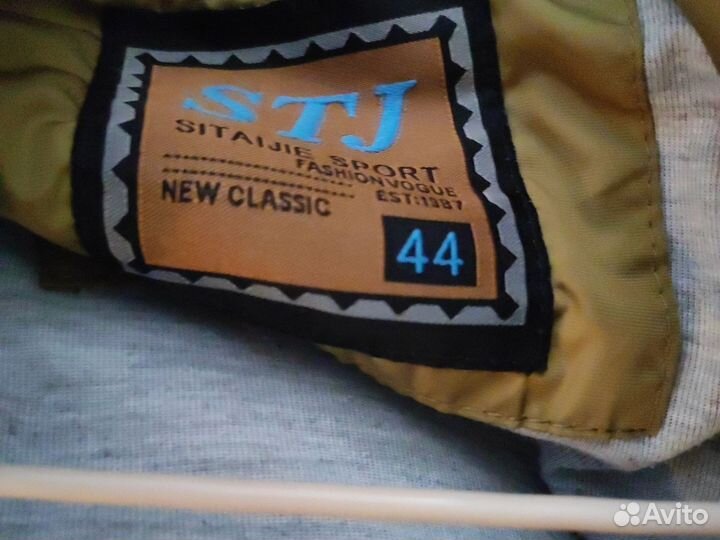 STJ
SITAIJIE SPORT
FASHIONVOGUE
EST:1987
NEW CLASSIC
44
Avito